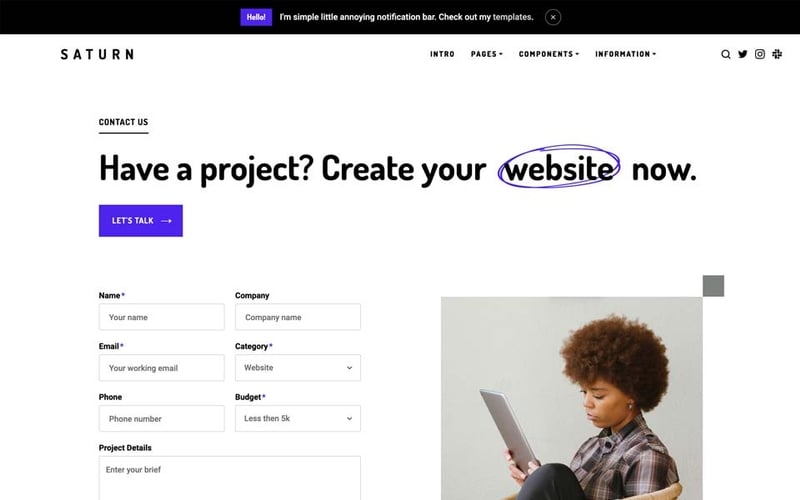 Hello! I'm simple little annoying notification bar. Check out my templates.
SATURN INTRO PAGES COMPONENTS INFORMATION
CONTACT US
Have a project? Create your website now.
LET'S TALK →
Name* Company
Your name Company name
Email* Category*
Your working email Website
Phone Budget*
Phone number Less then 5k
Project Details
Enter your brief